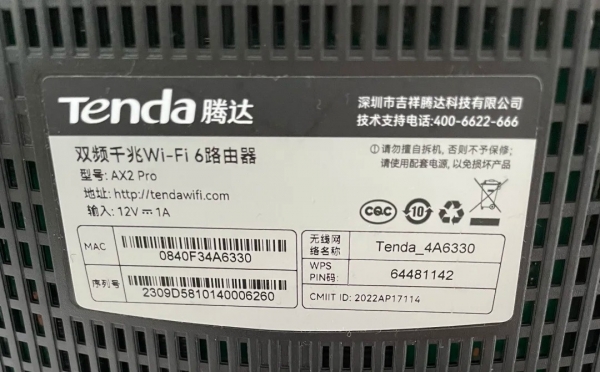 Tenda 腾达
深圳市吉祥腾达科技有限公司
技术支持电话:400-6622-666
双频千兆Wi-Fi 6路由器
型号: AX2 Pro
地址: http://tendawifi.com
输入: 12V ⎓ 1A
①请勿擅自拆机, 否则不予保修;
请使用配套电源, 以免损坏产品
CQC
10
MAC
0840F34A6330
序列号
2309D5810140006260
无线网
络名称
Tenda_4A6330
WPS
PIN码:
64481142
CMIIT ID: 2022AP17114